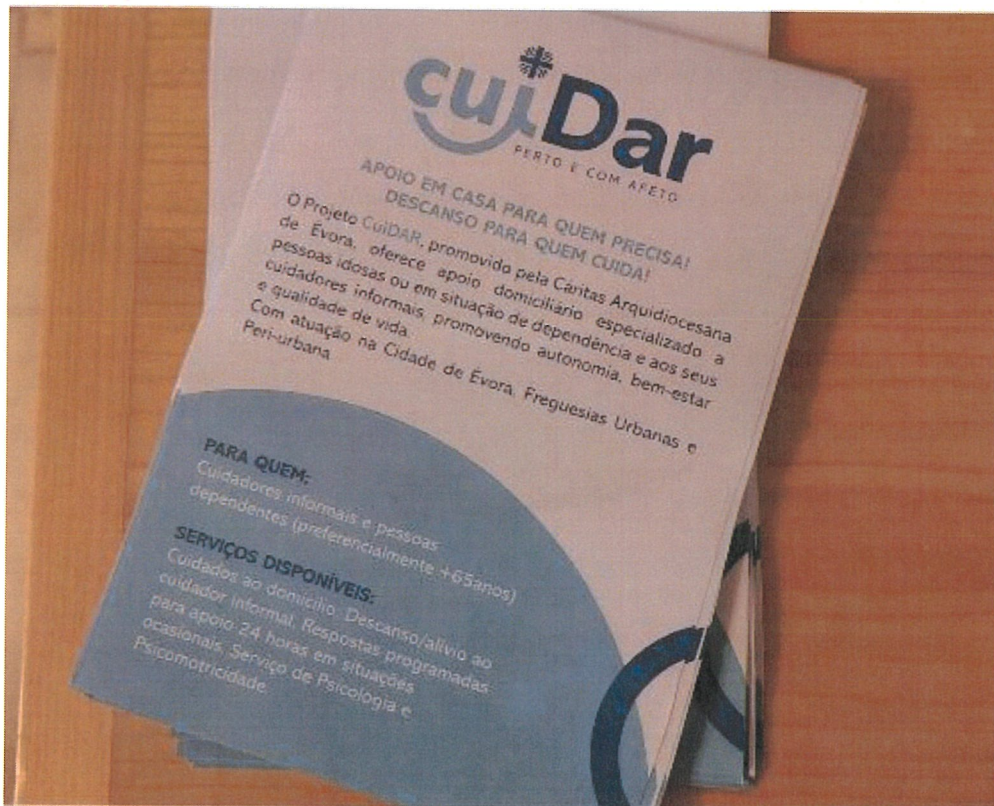 cuiDar
PERTO E COM AFETO
APOIO EM CASA PARA QUEM PRECISA!
DESCANSO PARA QUEM CUIDA!
O Projeto CuiDAR, promovido pela Caritas Arquidiocesana
de Évora, oferece apoio domiciliário especializado a
pessoas idosas ou em situação de dependência e aos seus
cuidadores informais, promovendo autonomia, bem-estar
e qualidade de vida.
Com atuação na Cidade de Évora, Freguesias Urbanas e
Peri-urbana.
PARA QUEM:
Cuidadores informais e pessoas
dependentes (preferencialmente +65anos)
SERVIÇOS DISPONÍVEIS:
Cuidados ao domicílio. Descanso/alívio ao
cuidador informal. Respostas programadas
para apoio 24 horas em situações
ocasionais. Serviço de Psicologia e
Psicomotricidade.